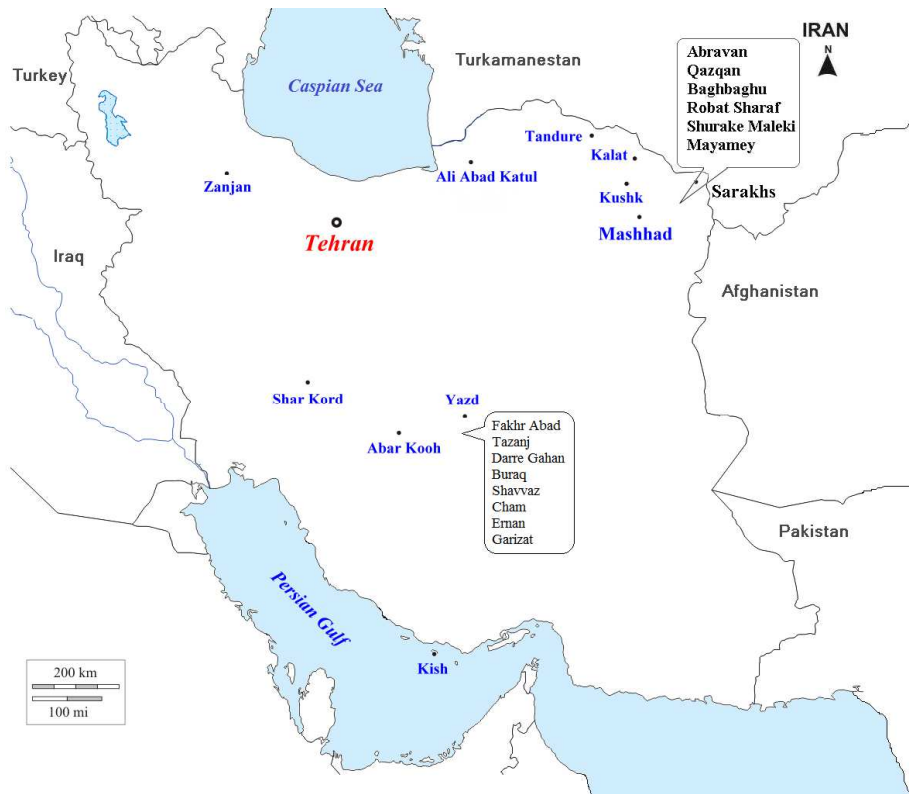 IRAN
N
Turkey
Caspian Sea
Turkamanestan
Abravan
Qazqan
Baghbaghu
Robat Sharaf
Shurake Maleki
Mayamey
Tandure
Kalat
Zanjan
Ali Abad Katul
Kushk
Sarakhs
Tehran
Mashhad
Iraq
Afghanistan
Shar Kord
Yazd
Abar Kooh
Fakhr Abad
Tazanj
Darre Gahan
Buraq
Shavvaz
Cham
Ernan
Garizat
Pakistan
Persian Gulf
Kish
200 km
100 mi